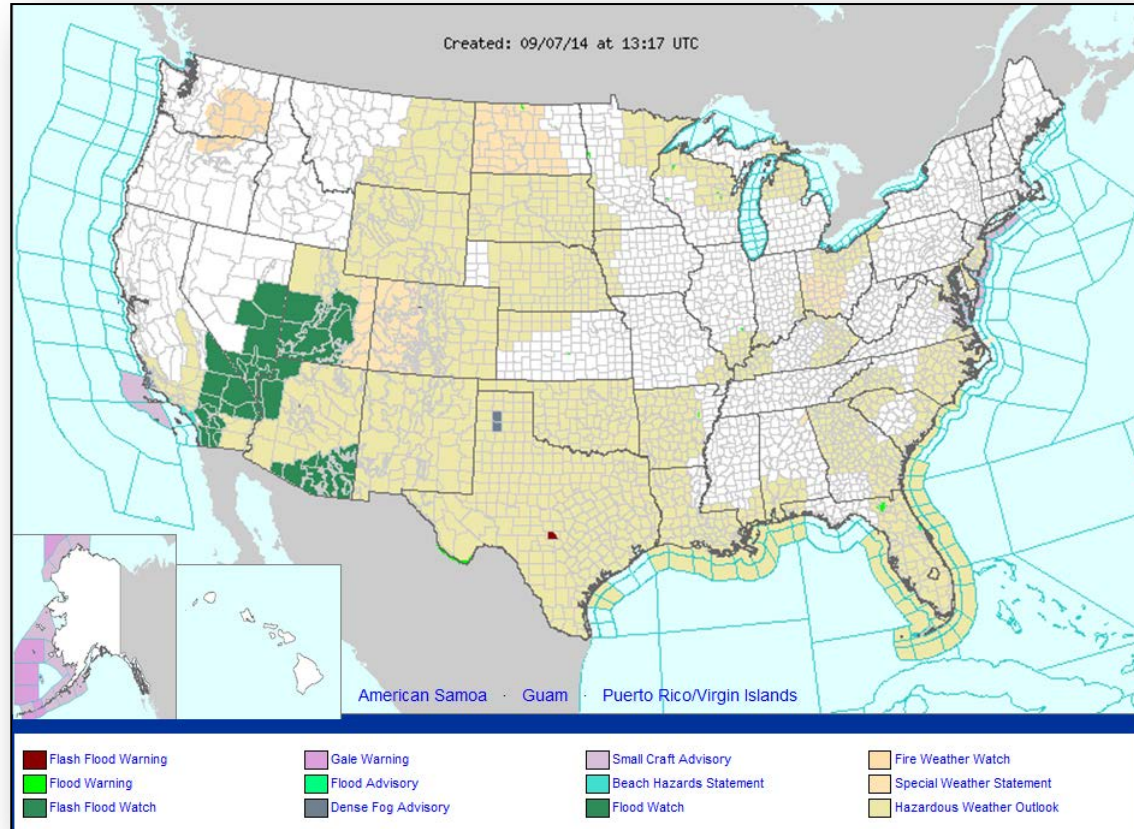 Created: 09/07/14 at 13:17 UTC
American Samoa · Guam · Puerto Rico/Virgin Islands
Flash Flood Warning Gale Warning Small Craft Advisory Fire Weather Watch
Flood Warning Flood Advisory Beach Hazards Statement Special Weather Statement
Flash Flood Watch Dense Fog Advisory Flood Watch Hazardous Weather Outlook